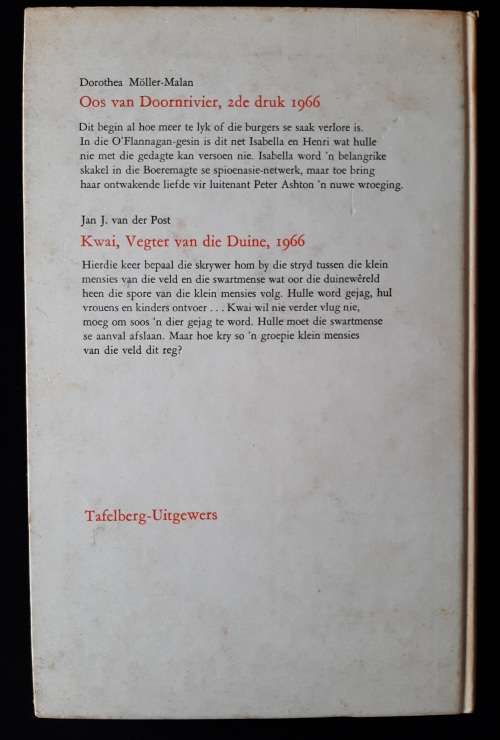 Dorothea Möller-Malan
Oos van Doornrivier, 2de druk 1966
Dit begin al hoe meer te lyk of die burgers se saak verlore is.
In die O'Flannagan-gesin is dit net Isabella en Henri wat hulle
nie met die gedagte kan versoen nie. Isabella word 'n belangrike
skakel in die Boeremagte se spioenasie-netwerk, maar toe bring
haar ontwakende liefde vir luitenant Peter Ashton 'n nuwe wroeging.
Jan J. van der Post
Kwai, Vegter van die Duine, 1966
Hierdie keer bepaal die skrywer hom by die stryd tussen die klein
mensies van die veld en die swartmense wat oor die duinewêreld
heen die spore van die klein mensies volg. Hulle word gejag, hul
vrouens en kinders ontvoer . . . Kwai wil nie verder vlug nie,
moeg om soos 'n dier gejag te word. Hulle moet die swartmense
se aanval afslaan. Maar hoe kry so 'n groepie klein mensies
van die veld dit reg?
Tafelberg-Uitgewers